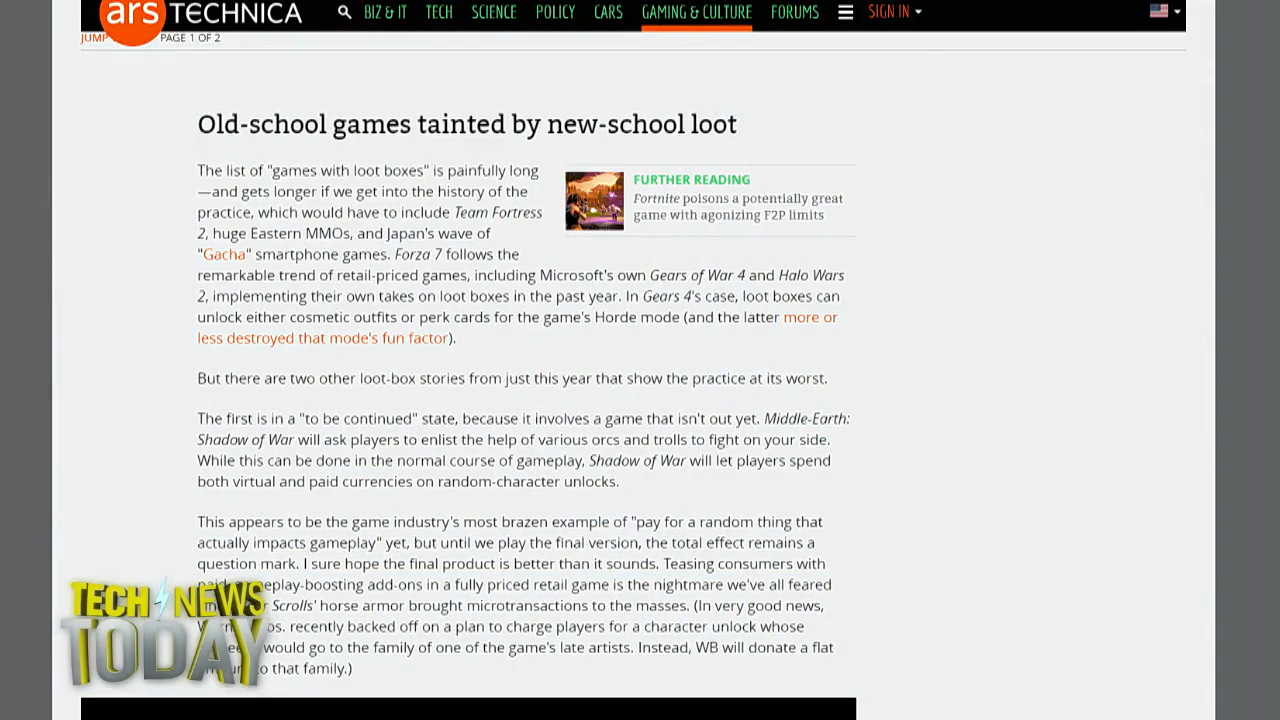 ars TECHNICA
BIZ & IT TECH SCIENCE POLICY CARS GAMING & CULTURE FORUMS SIGN IN
JUMP PAGE 1 OF 2
Old-school games tainted by new-school loot
The list of "games with loot boxes" is painfully long
—and gets longer if we get into the history of the
practice, which would have to include Team Fortress
2, huge Eastern MMOs, and Japan's wave of
"Gacha" smartphone games. Forza 7 follows the
FURTHER READING
Fortnite poisons a potentially great
game with agonizing F2P limits
remarkable trend of retail-priced games, including Microsoft's own Gears of War 4 and Halo Wars
2, implementing their own takes on loot boxes in the past year. In Gears 4's case, loot boxes can
unlock either cosmetic outfits or perk cards for the game's Horde mode (and the latter more or
less destroyed that mode's fun factor).
But there are two other loot-box stories from just this year that show the practice at its worst.
The first is in a "to be continued" state, because it involves a game that isn't out yet. Middle-Earth:
Shadow of War will ask players to enlist the help of various orcs and trolls to fight on your side.
While this can be done in the normal course of gameplay, Shadow of War will let players spend
both virtual and paid currencies on random-character unlocks.
This appears to be the game industry's most brazen example of "pay for a random thing that
actually impacts gameplay" yet, but until we play the final version, the total effect remains a
question mark. I sure hope the final product is better than it sounds. Teasing consumers with
paid gameplay-boosting add-ons in a fully priced retail game is the nightmare we've all feared
Scrolls' horse armor brought microtransactions to the masses. (In very good news,
recently backed off on a plan to charge players for a character unlock whose
would go to the family of one of the game's late artists. Instead, WB will donate a flat
to that family.)
TECH NEWS
TODAY